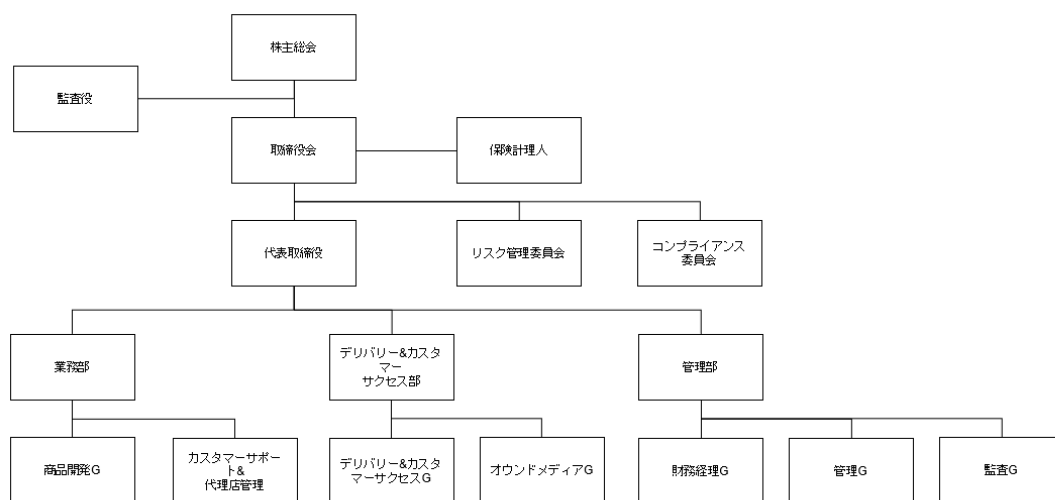 株主総会
監査役
取締役会
保険計理人
代表取締役
リスク管理委員会
コンプライアンス
委員会
業務部
デリバリー&カスタ
マー
サクセス部
管理部
商品開発G
カスタマーサポー
ト&
代理店管理
デリバリー&カスタ
マーサクセスG
オウンドメディアG
財務経理G
管理G
監査G